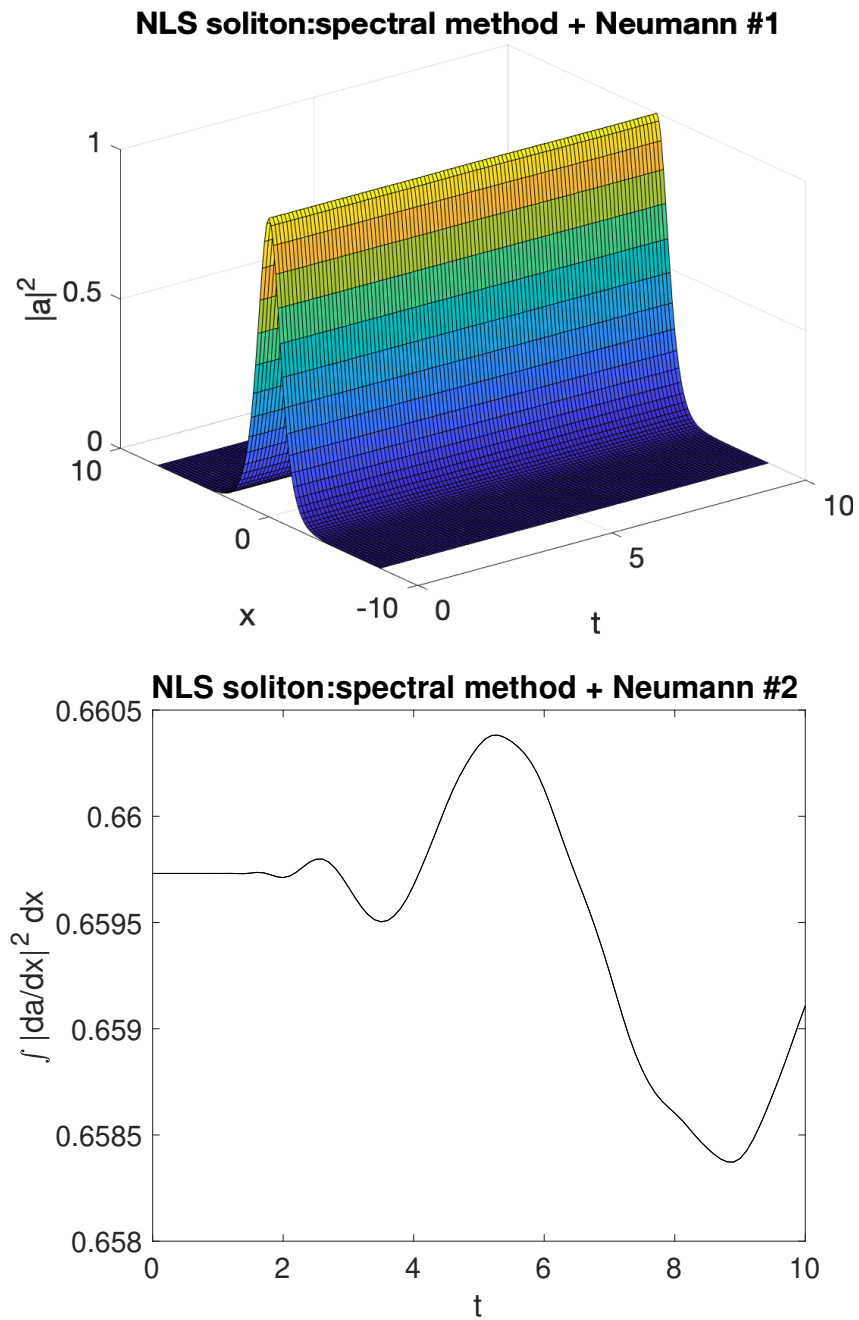 NLS soliton:spectral method + Neumann #1
1
0.5
0
|a|²
10
0
-10
x
0
5
10
t
NLS soliton:spectral method + Neumann #2
0.6605
0.66
0.6595
0.659
0.6585
0.658
∫ |da/dx|² dx
0 2 4 6 8 10
t